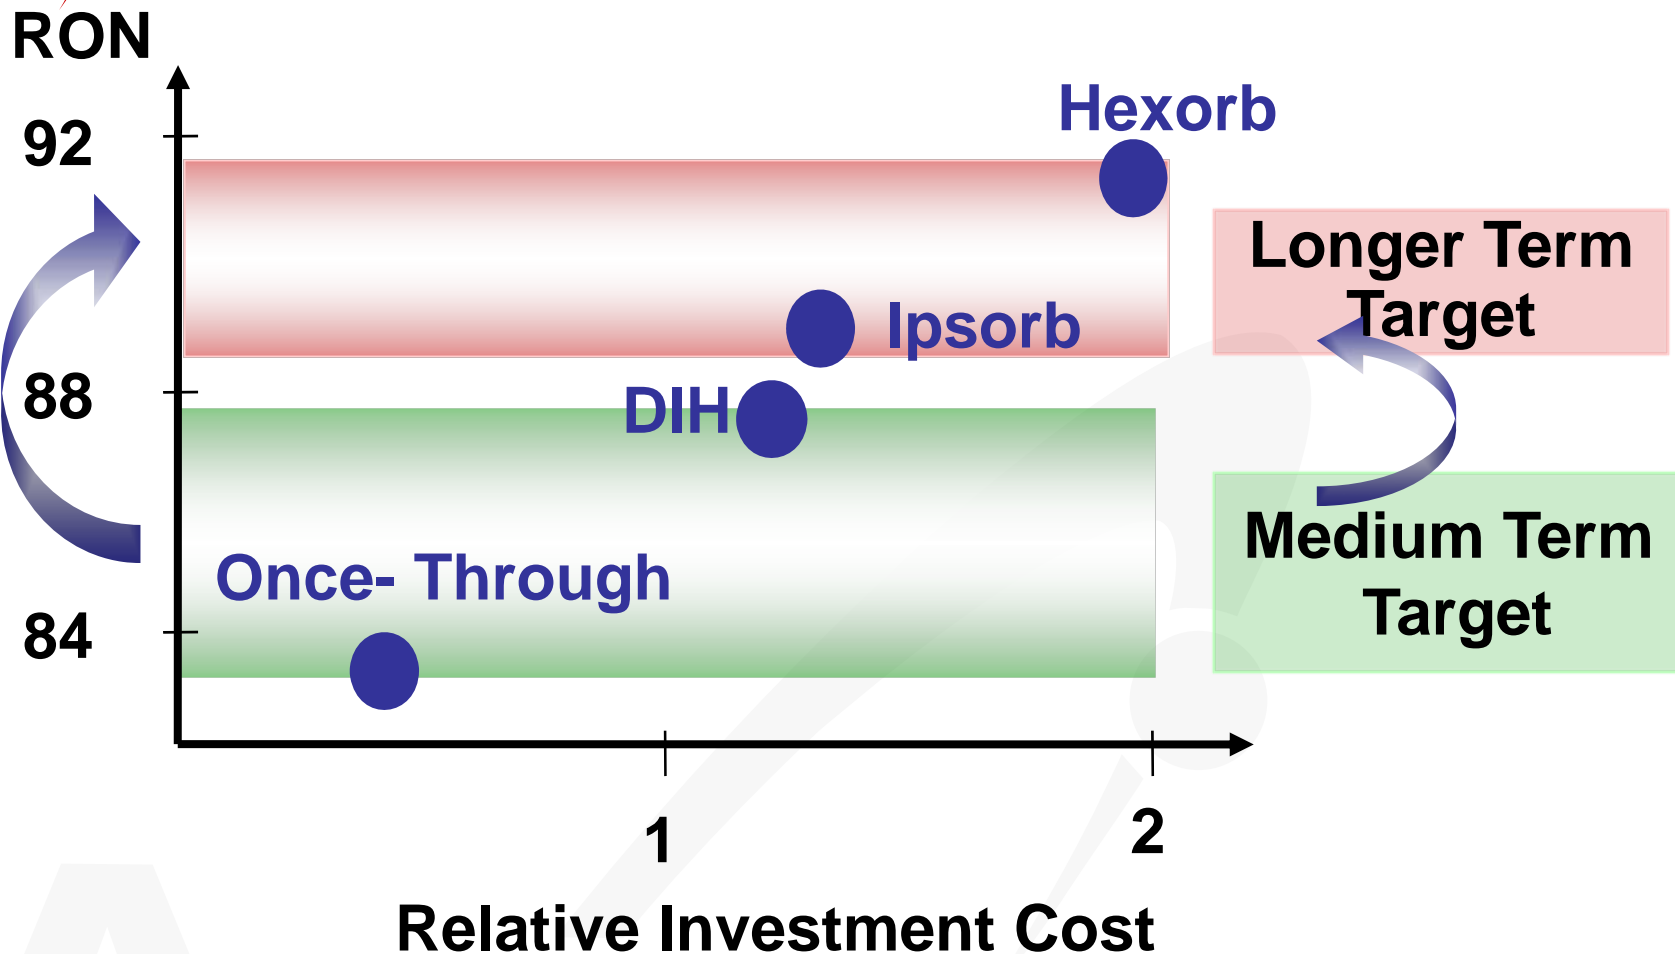 RON
92
Hexorb
Longer Term
Target
Ipsorb
88
DIH
Medium Term
Target
Once- Through
84
1
2
Relative Investment Cost